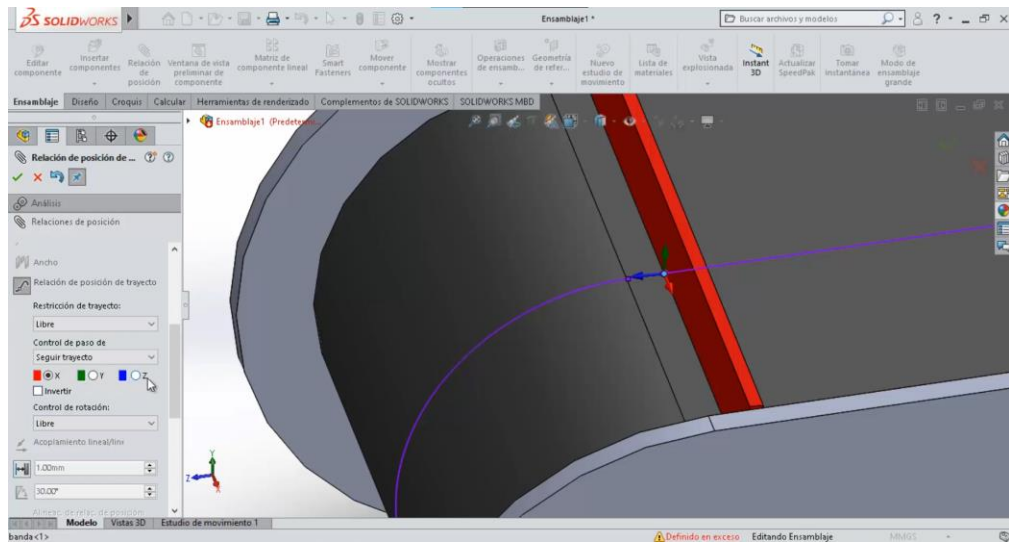 SOLIDWORKS
Ensamblaje1 *
Buscar archivos y modelos
Editar componente
Insertar componentes
Relación de posición
Ventana de vista preliminar de componente
Matriz de componente lineal
Smart Fasteners
Mover componente
Mostrar componentes ocultos
Operaciones de ensamb...
Geometría de refer...
Nuevo estudio de movimiento
Lista de materiales
Vista explosionada
Instant 3D
Actualizar SpeedPak
Tomar instantánea
Modo de ensamblaje grande
Ensamblaje Diseño Croquis Calcular Herramientas de renderizado Complementos de SOLIDWORKS SOLIDWORKS MBD
Ensamblaje1
Relación de posición de ...
Análisis
Relaciones de posición
Ancho
Relación de posición de trayecto
Restricción de trayecto:
Libre
Control de paso de
Seguir trayecto
X Y Z
Invertir
Control de rotación:
Libre
1.00mm
30.00°
Y
Z
X
Modelo Vistas 3D Estudio de movimiento 1
banda<1> Definido en exceso Editando Ensamblaje MMGS